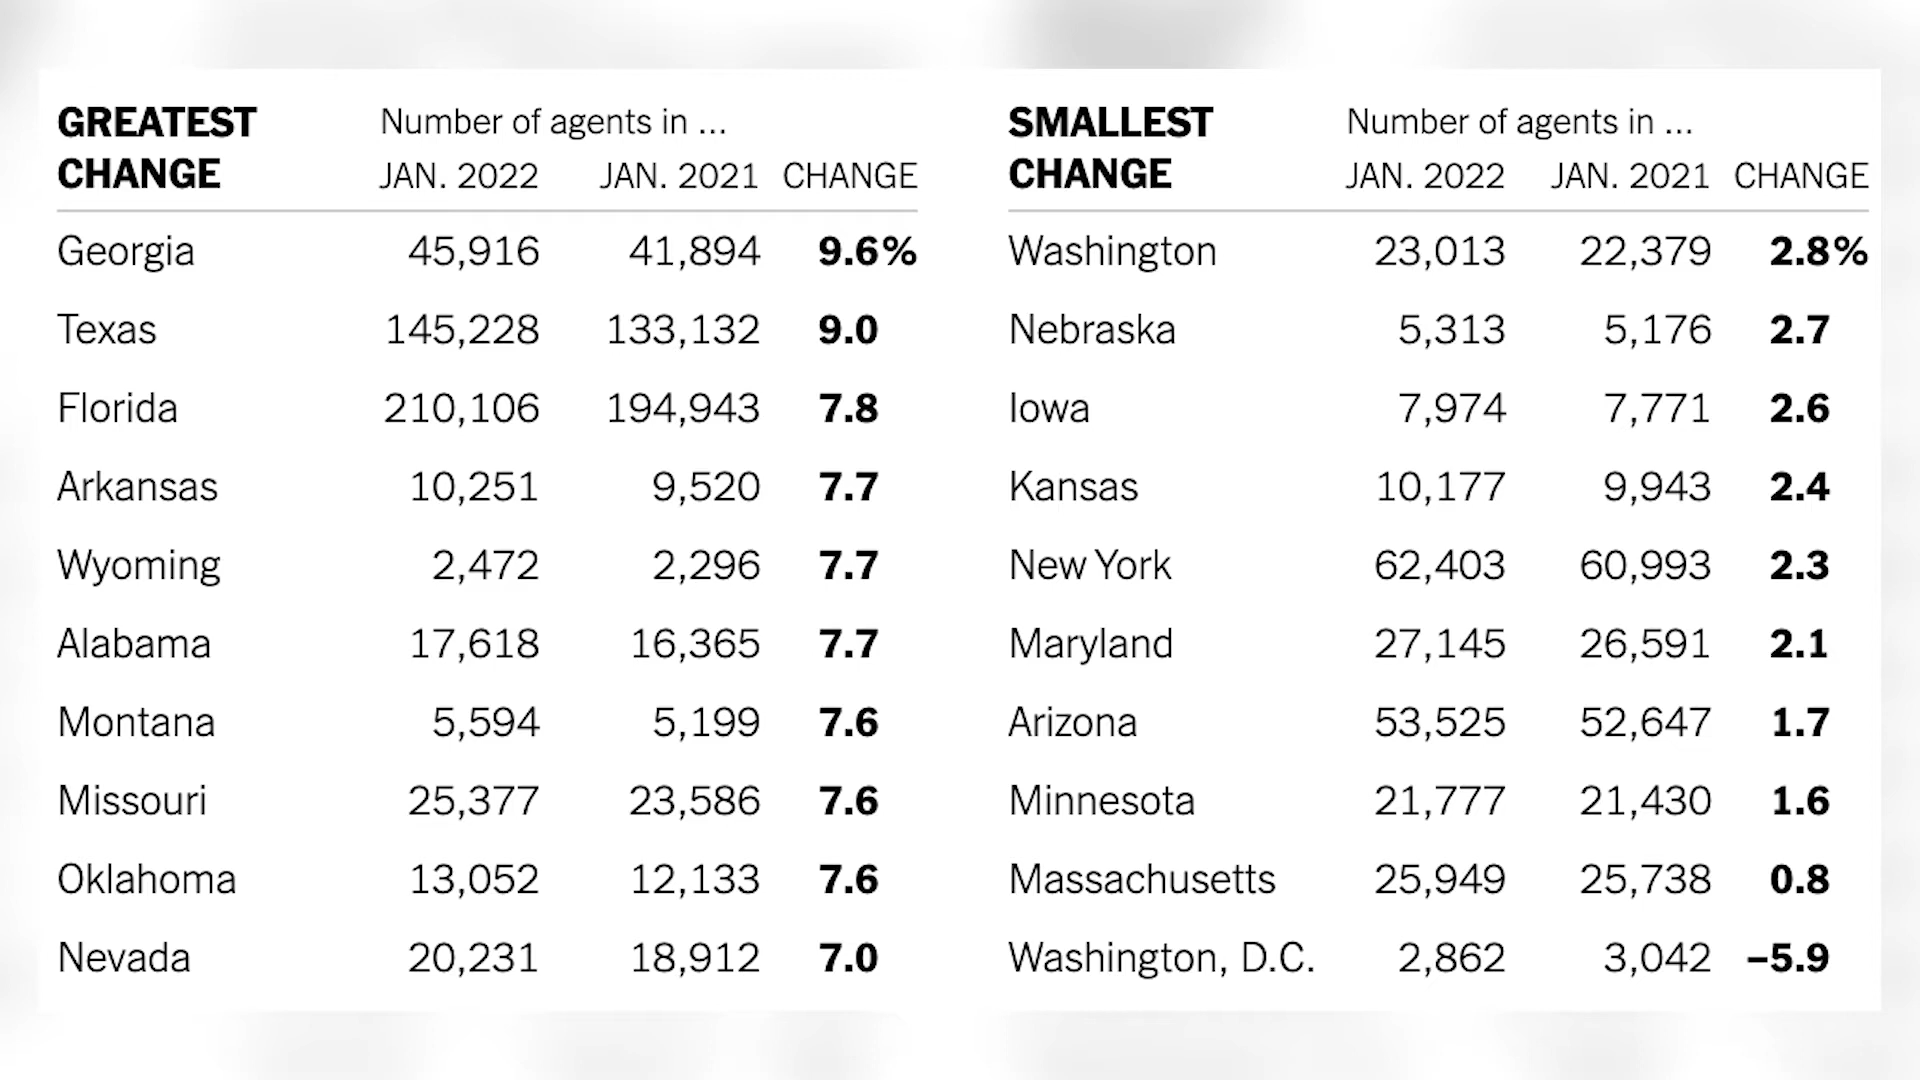 GREATEST CHANGE
Number of agents in ...
JAN. 2022 JAN. 2021 CHANGE
Georgia 45,916 41,894 9.6%
Texas 145,228 133,132 9.0
Florida 210,106 194,943 7.8
Arkansas 10,251 9,520 7.7
Wyoming 2,472 2,296 7.7
Alabama 17,618 16,365 7.7
Montana 5,594 5,199 7.6
Missouri 25,377 23,586 7.6
Oklahoma 13,052 12,133 7.6
Nevada 20,231 18,912 7.0
SMALLEST CHANGE
Number of agents in ...
JAN. 2022 JAN. 2021 CHANGE
Washington 23,013 22,379 2.8%
Nebraska 5,313 5,176 2.7
Iowa 7,974 7,771 2.6
Kansas 10,177 9,943 2.4
New York 62,403 60,993 2.3
Maryland 27,145 26,591 2.1
Arizona 53,525 52,647 1.7
Minnesota 21,777 21,430 1.6
Massachusetts 25,949 25,738 0.8
Washington, D.C. 2,862 3,042 –5.9